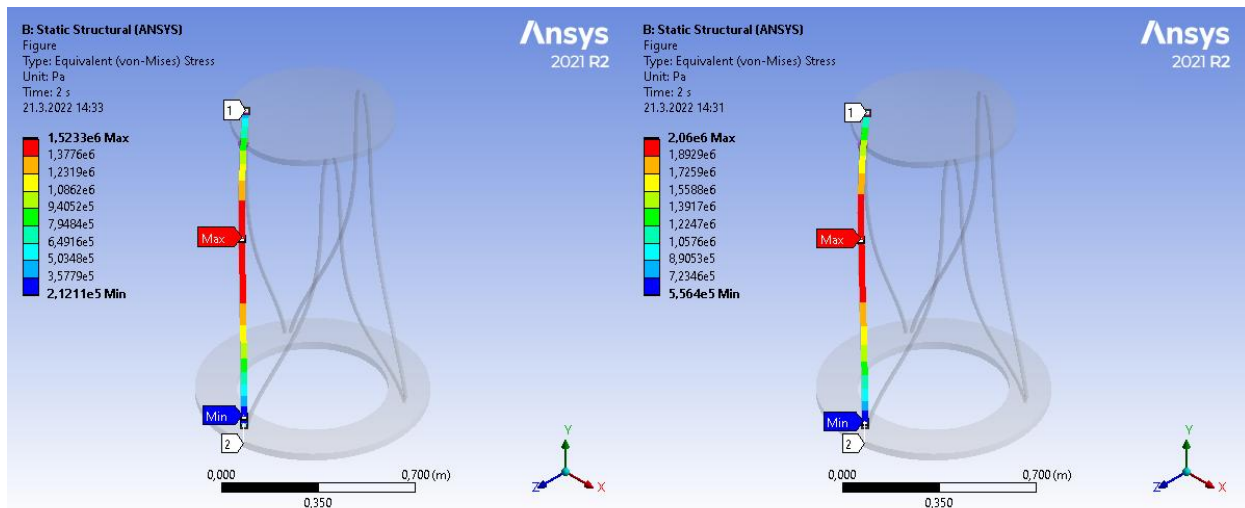 B: Static Structural (ANSYS)
Figure
Type: Equivalent (von-Mises) Stress
Unit: Pa
Time: 2 s
21.3.2022 14:33
Ansys
2021 R2
1
1,5233e6 Max
1,3776e6
1,2319e6
1,0862e6
9,4052e5
7,9484e5
6,4916e5
5,0348e5
3,5779e5
2,1211e5 Min
Max
Min
2
0,000
0,700 (m)
0,350
Y
Z
X
B: Static Structural (ANSYS)
Figure
Type: Equivalent (von-Mises) Stress
Unit: Pa
Time: 2 s
21.3.2022 14:31
Ansys
2021 R2
1
2,06e6 Max
1,8929e6
1,7259e6
1,5588e6
1,3917e6
1,2247e6
1,0576e6
8,9053e5
7,2346e5
5,564e5 Min
Max
Min
2
0,000
0,700 (m)
0,350
Y
Z
X